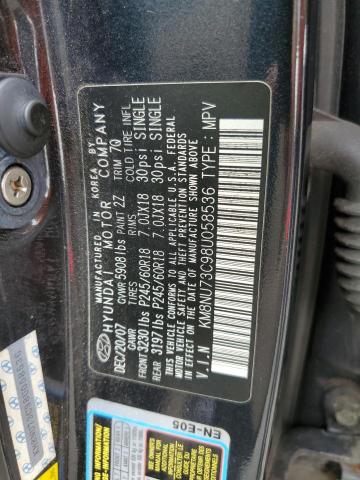 MANUFACTURED IN KOREA BY
HYUNDAI MOTOR COMPANY
DEC/20/07 GVWR 5908 lbs PAINT 2Z TRIM 7Q
GAWR TIRES RIMS COLD TIRE INFL
FRONT 3230 lbs P245/60R18 7.0JX18 30psi SINGLE
REAR 3197 lbs P245/60R18 7.0JX18 30psi SINGLE
THIS VEHICLE CONFORMS TO ALL APPLICABLE U.S. FEDERAL
MOTOR VEHICLE SAFETY, BUMPER, AND THEFT PREVENTION STANDARDS
IN EFFECT ON THE DATE OF MANUFACTURE SHOWN ABOVE.
V.I.N KM8NU73C98U058536 TYPE: MPV
EN-E05